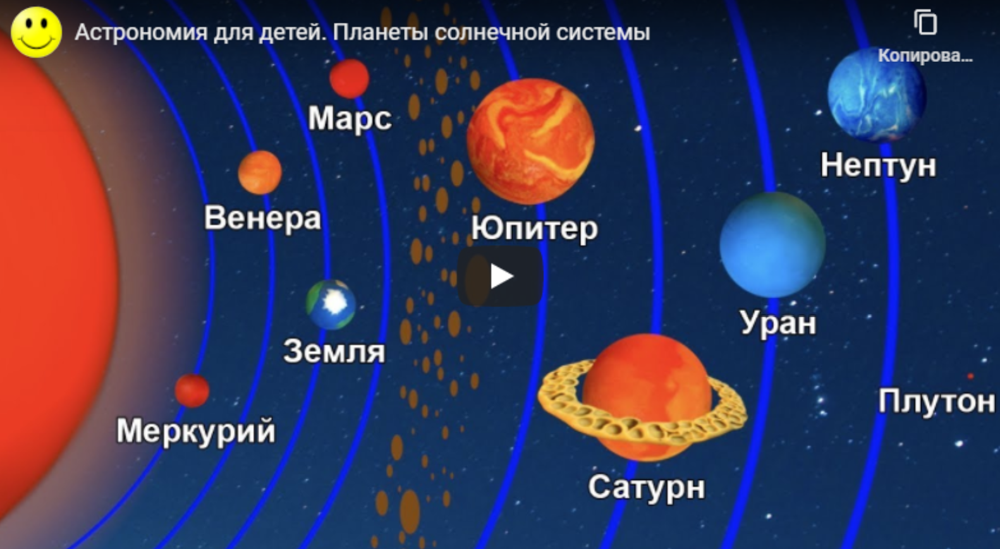 Астрономия для детей. Планеты солнечной системы
Копирова...
Марс
Нептун
Венера
Юпитер
Уран
Земля
Плутон
Меркурий
Сатурн